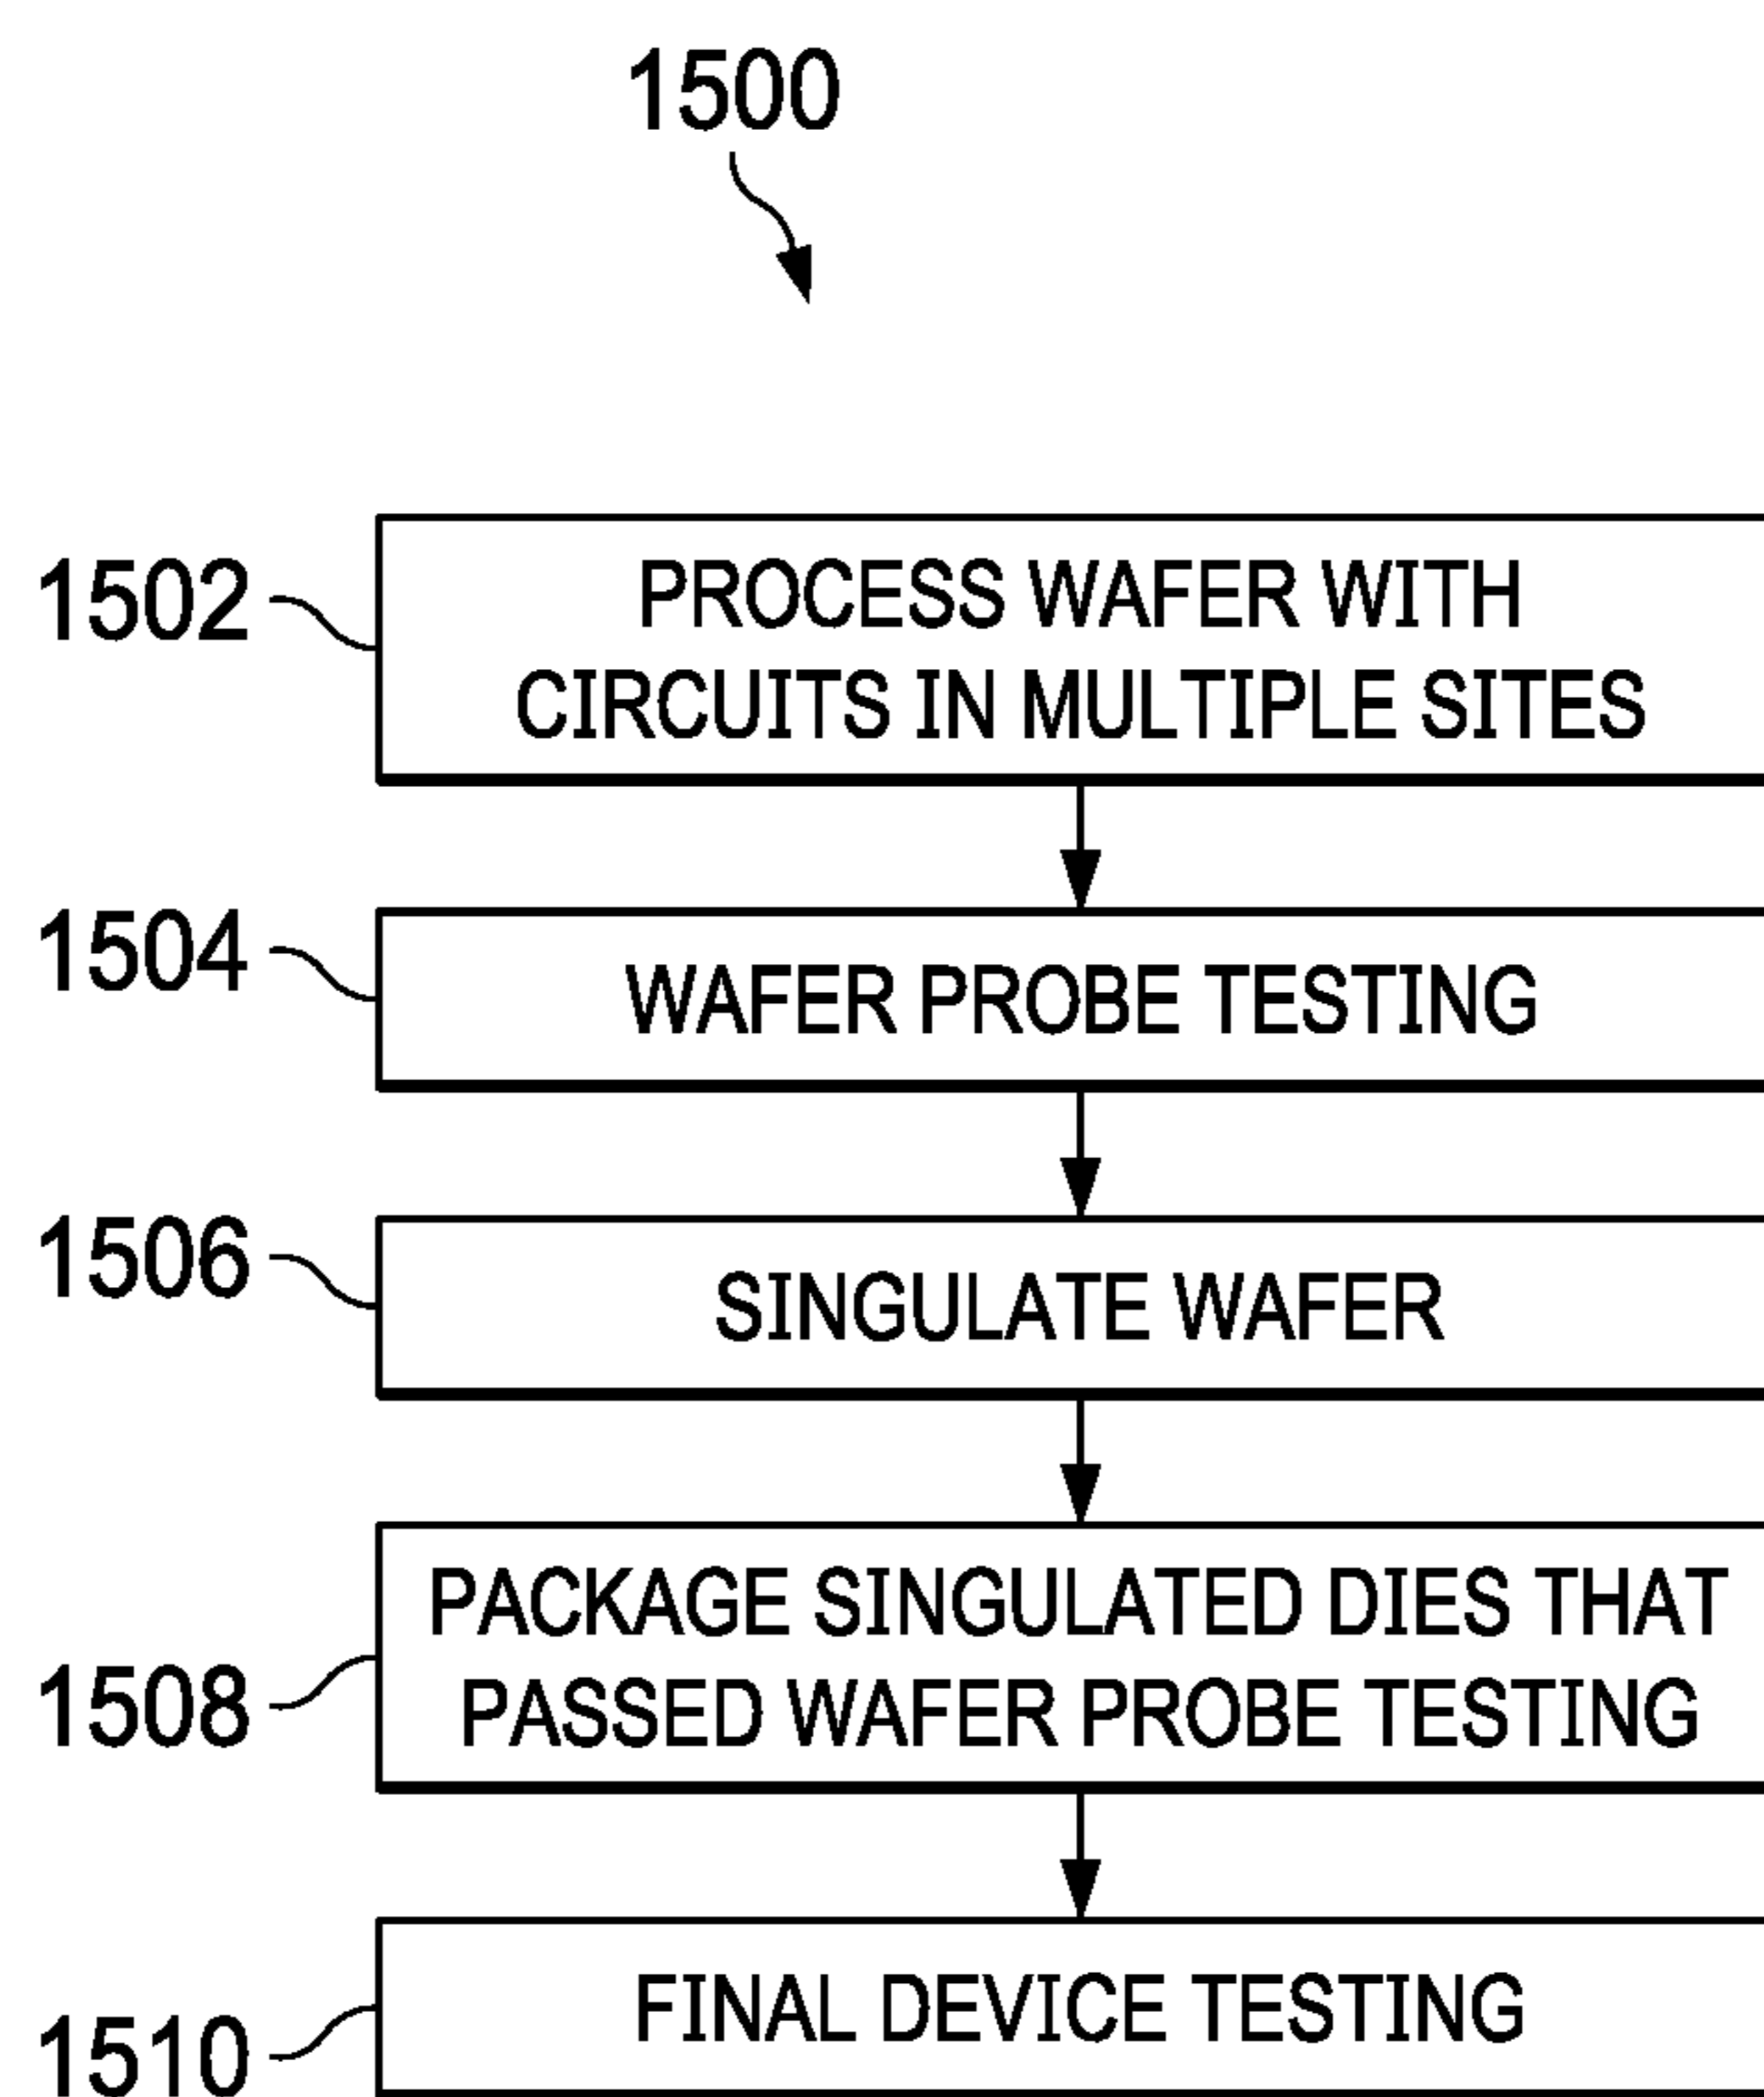 1500
1502
PROCESS WAFER WITH
CIRCUITS IN MULTIPLE SITES
1504
WAFER PROBE TESTING
1506
SINGULATE WAFER
1508
PACKAGE SINGULATED DIES THAT
PASSED WAFER PROBE TESTING
1510
FINAL DEVICE TESTING